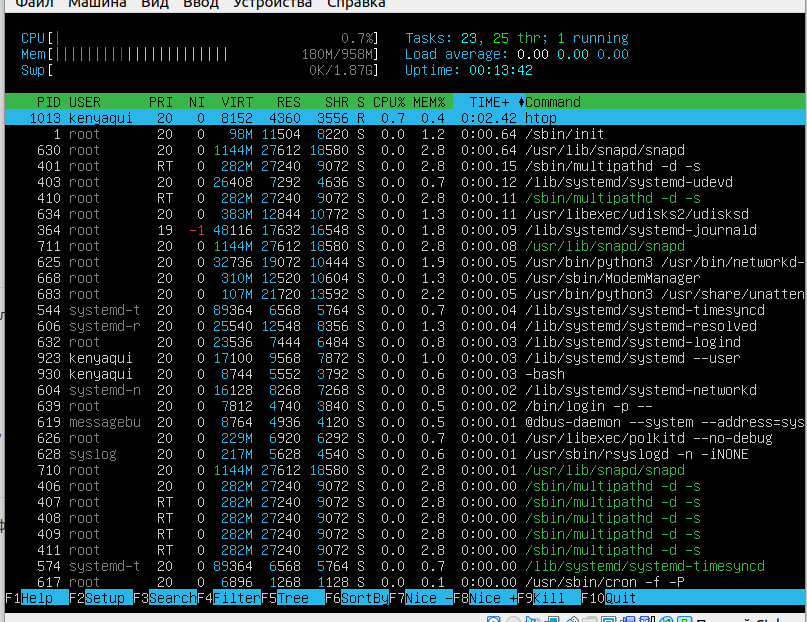 Файл Машина Вид Ввод Устройства Справка
CPU[| 0.7%] Tasks: 23, 25 thr; 1 running
Mem[|||||||||||||||||||||| 180M/958M] Load average: 0.00 0.00 0.00
Swp[ 0K/1.87G] Uptime: 00:13:42
PID USER PRI NI VIRT RES SHR S CPU% MEM% TIME+ Command
1013 kenyaqui 20 0 8152 4360 3556 R 0.7 0.4 0:02.42 htop
1 root 20 0 98M 11504 8220 S 0.0 1.2 0:00.64 /sbin/init
630 root 20 0 1144M 27612 18580 S 0.0 2.8 0:00.64 /usr/lib/snapd/snapd
401 root RT 0 282M 27240 9072 S 0.0 2.8 0:00.15 /sbin/multipathd -d -s
403 root 20 0 26408 7292 4636 S 0.0 0.7 0:00.12 /lib/systemd/systemd-udevd
410 root RT 0 282M 27240 9072 S 0.0 2.8 0:00.11 /sbin/multipathd -d -s
634 root 20 0 383M 12844 10772 S 0.0 1.3 0:00.11 /usr/libexec/udisks2/udisksd
364 root 19 -1 48116 17632 16548 S 0.0 1.8 0:00.09 /lib/systemd/systemd-journald
711 root 20 0 1144M 27612 18580 S 0.0 2.8 0:00.08 /usr/lib/snapd/snapd
625 root 20 0 32736 19072 10444 S 0.0 1.9 0:00.05 /usr/bin/python3 /usr/bin/networkd-
668 root 20 0 310M 12520 10604 S 0.0 1.3 0:00.05 /usr/sbin/ModemManager
683 root 20 0 107M 21720 13592 S 0.0 2.2 0:00.05 /usr/bin/python3 /usr/share/unatten
544 systemd-t 20 0 89364 6568 5764 S 0.0 0.7 0:00.04 /lib/systemd/systemd-timesyncd
606 systemd-r 20 0 25540 12548 8356 S 0.0 1.3 0:00.04 /lib/systemd/systemd-resolved
632 root 20 0 23536 7444 6484 S 0.0 0.8 0:00.03 /lib/systemd/systemd-logind
923 kenyaqui 20 0 17100 9568 7872 S 0.0 1.0 0:00.03 /lib/systemd/systemd --user
930 kenyaqui 20 0 8744 5552 3792 S 0.0 0.6 0:00.03 -bash
604 systemd-n 20 0 16128 8268 7268 S 0.0 0.8 0:00.02 /lib/systemd/systemd-networkd
639 root 20 0 7812 4740 3840 S 0.0 0.5 0:00.02 /bin/login -p --
619 messagebu 20 0 8764 4936 4120 S 0.0 0.5 0:00.01 @dbus-daemon --system --address=sys
626 root 20 0 229M 6920 6292 S 0.0 0.7 0:00.01 /usr/libexec/polkitd --no-debug
628 syslog 20 0 217M 5628 4540 S 0.0 0.6 0:00.01 /usr/sbin/rsyslogd -n -iNONE
710 root 20 0 1144M 27612 18580 S 0.0 2.8 0:00.01 /usr/lib/snapd/snapd
406 root 20 0 282M 27240 9072 S 0.0 2.8 0:00.00 /sbin/multipathd -d -s
407 root RT 0 282M 27240 9072 S 0.0 2.8 0:00.00 /sbin/multipathd -d -s
408 root RT 0 282M 27240 9072 S 0.0 2.8 0:00.00 /sbin/multipathd -d -s
409 root RT 0 282M 27240 9072 S 0.0 2.8 0:00.00 /sbin/multipathd -d -s
411 root RT 0 282M 27240 9072 S 0.0 2.8 0:00.00 /sbin/multipathd -d -s
574 systemd-t 20 0 89364 6568 5764 S 0.0 0.7 0:00.00 /lib/systemd/systemd-timesyncd
617 root 20 0 6896 1268 1128 S 0.0 0.1 0:00.00 /usr/sbin/cron -f -P
F1Help F2Setup F3SearchF4FilterF5Tree F6SortByF7Nice -F8Nice +F9Kill F10Quit